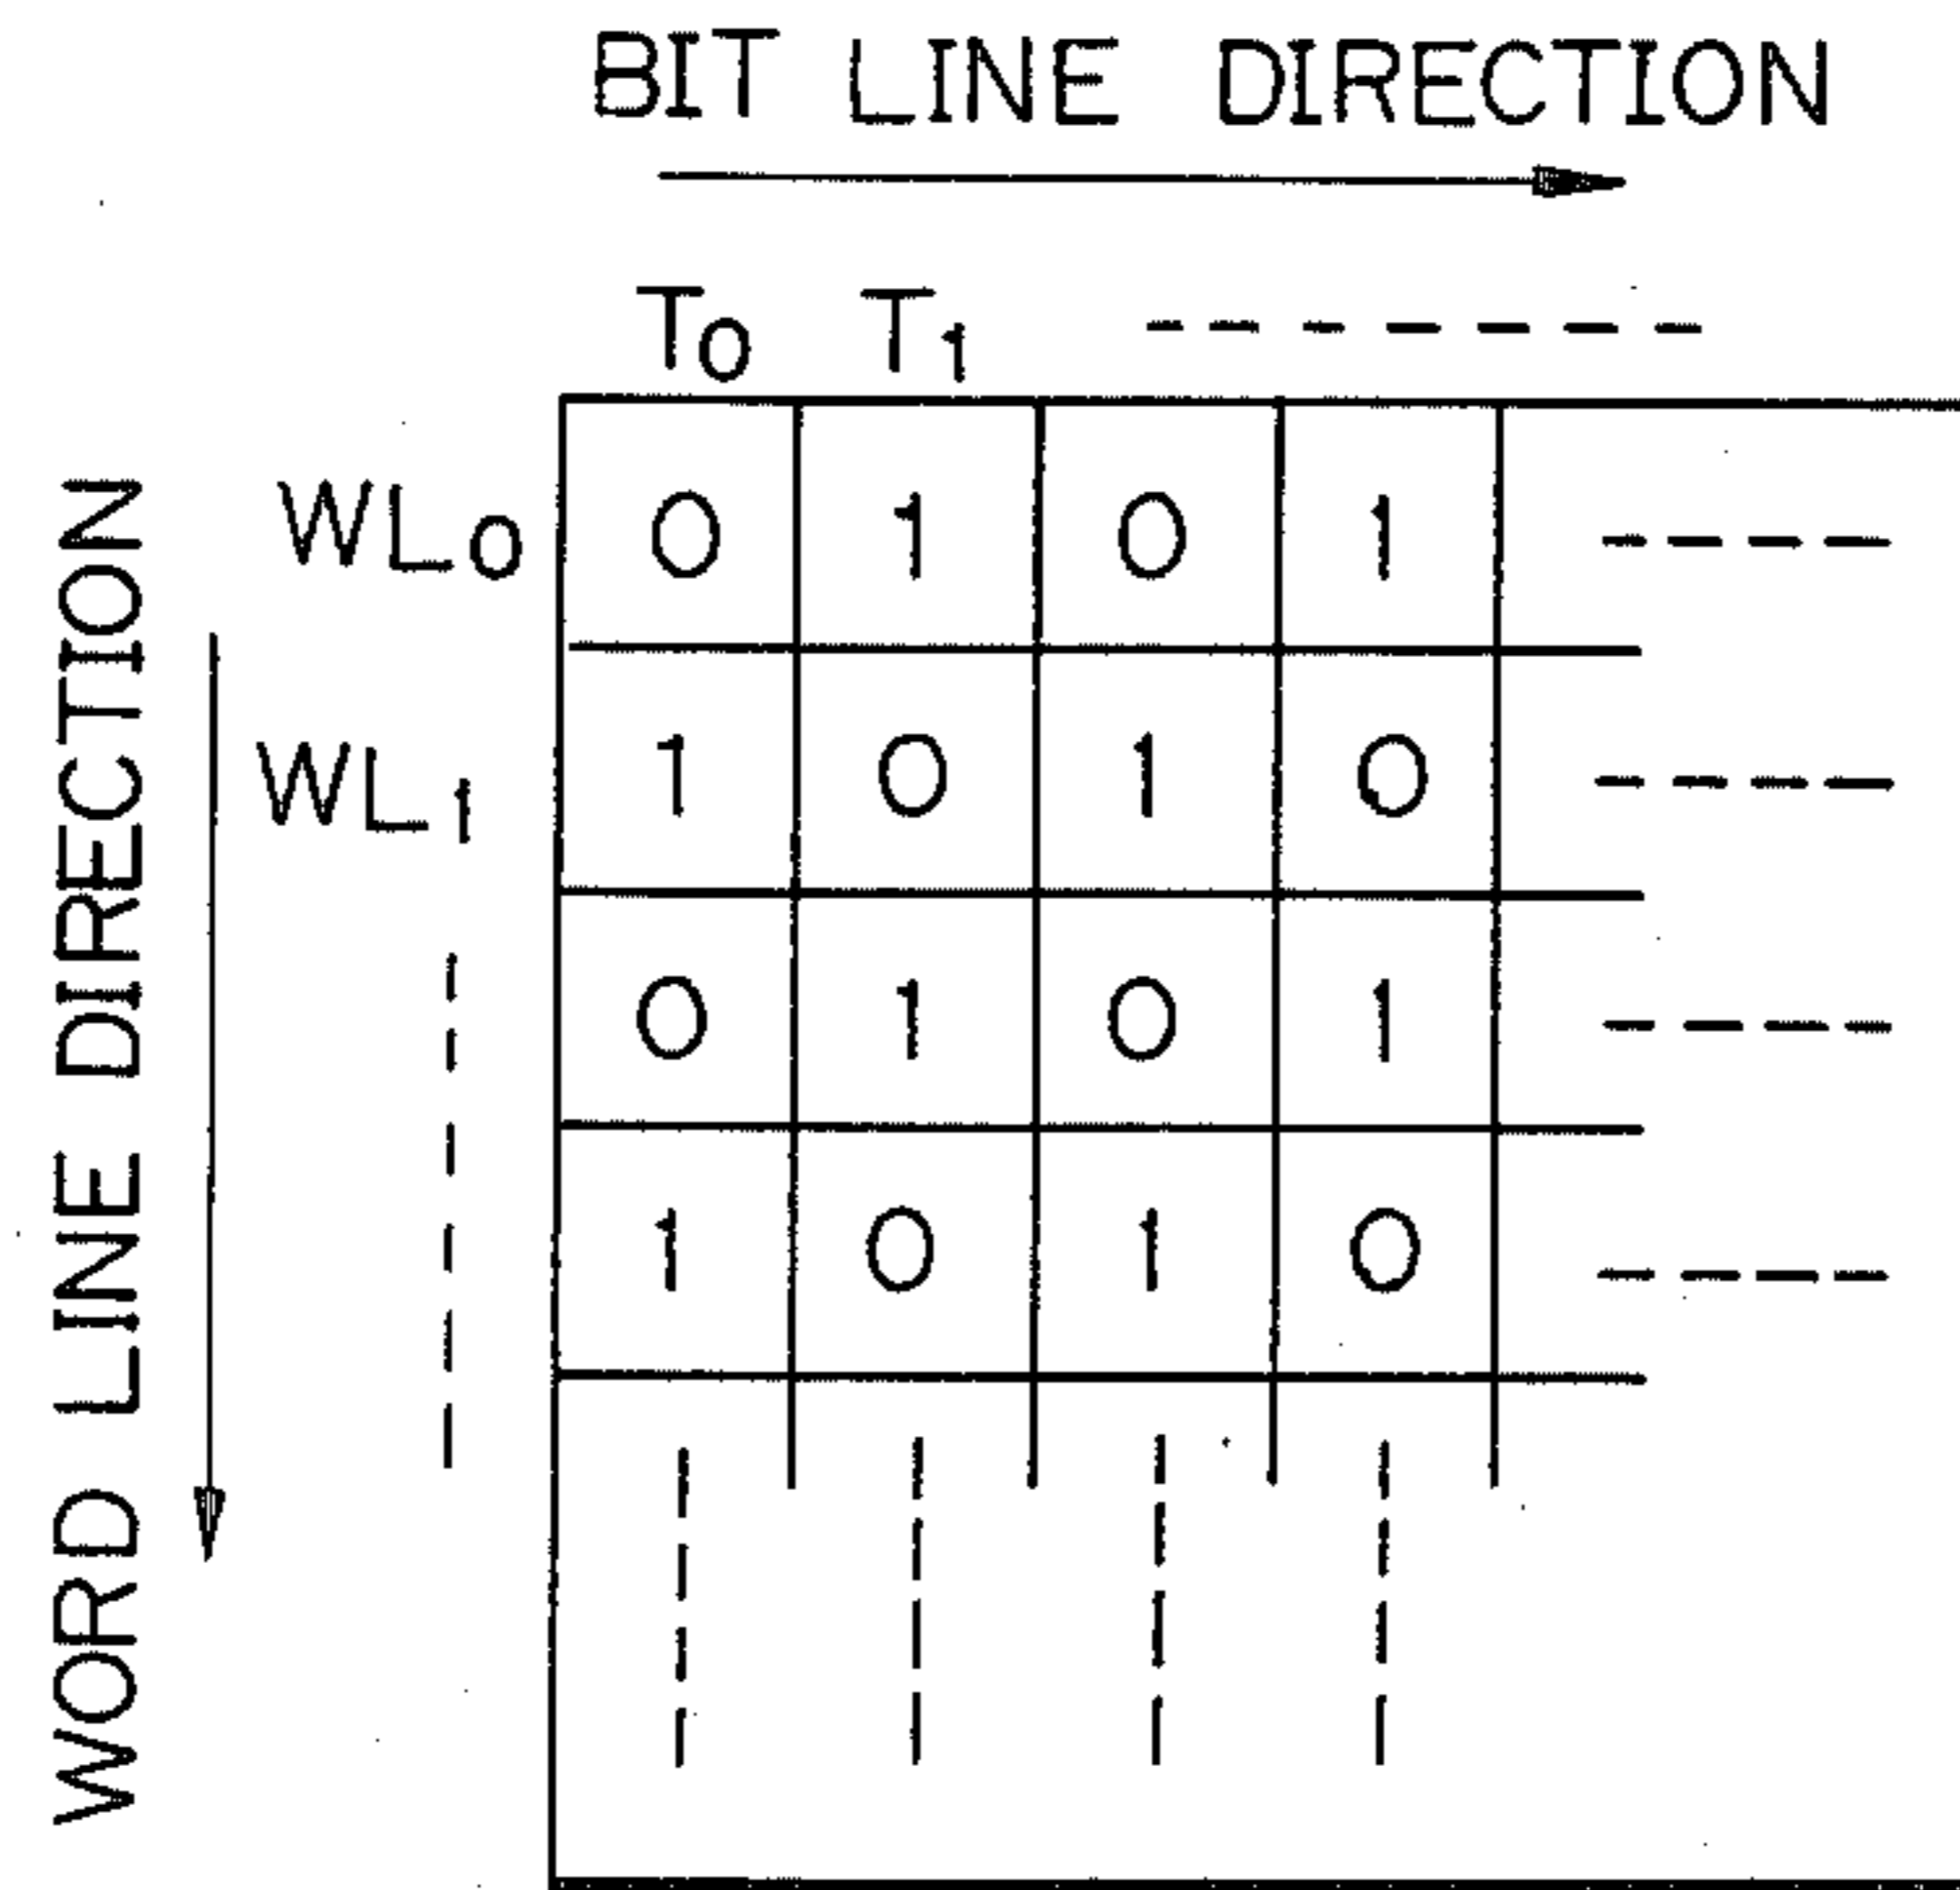 BIT LINE DIRECTION
T0 T1
WORD LINE DIRECTION
WL0 0 1 0 1
WL1 1 0 1 0
0 1 0 1
1 0 1 0